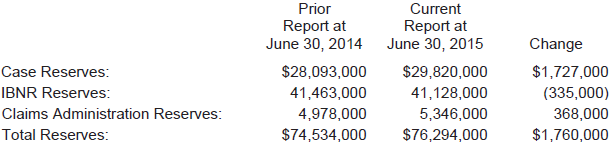 Prior Current
Report at Report at
June 30, 2014 June 30, 2015 Change
Case Reserves: $28,093,000 $29,820,000 $1,727,000
IBNR Reserves: 41,463,000 41,128,000 (335,000)
Claims Administration Reserves: 4,978,000 5,346,000 368,000
Total Reserves: $74,534,000 $76,294,000 $1,760,000